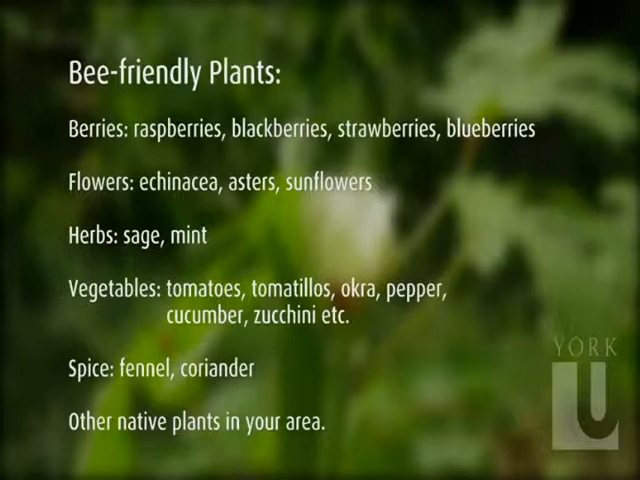 Bee-friendly Plants:
Berries: raspberries, blackberries, strawberries, blueberries
Flowers: echinacea, asters, sunflowers
Herbs: sage, mint
Vegetables: tomatoes, tomatillos, okra, pepper,
cucumber, zucchini etc.
Spice: fennel, coriander
Other native plants in your area.
YORK
U